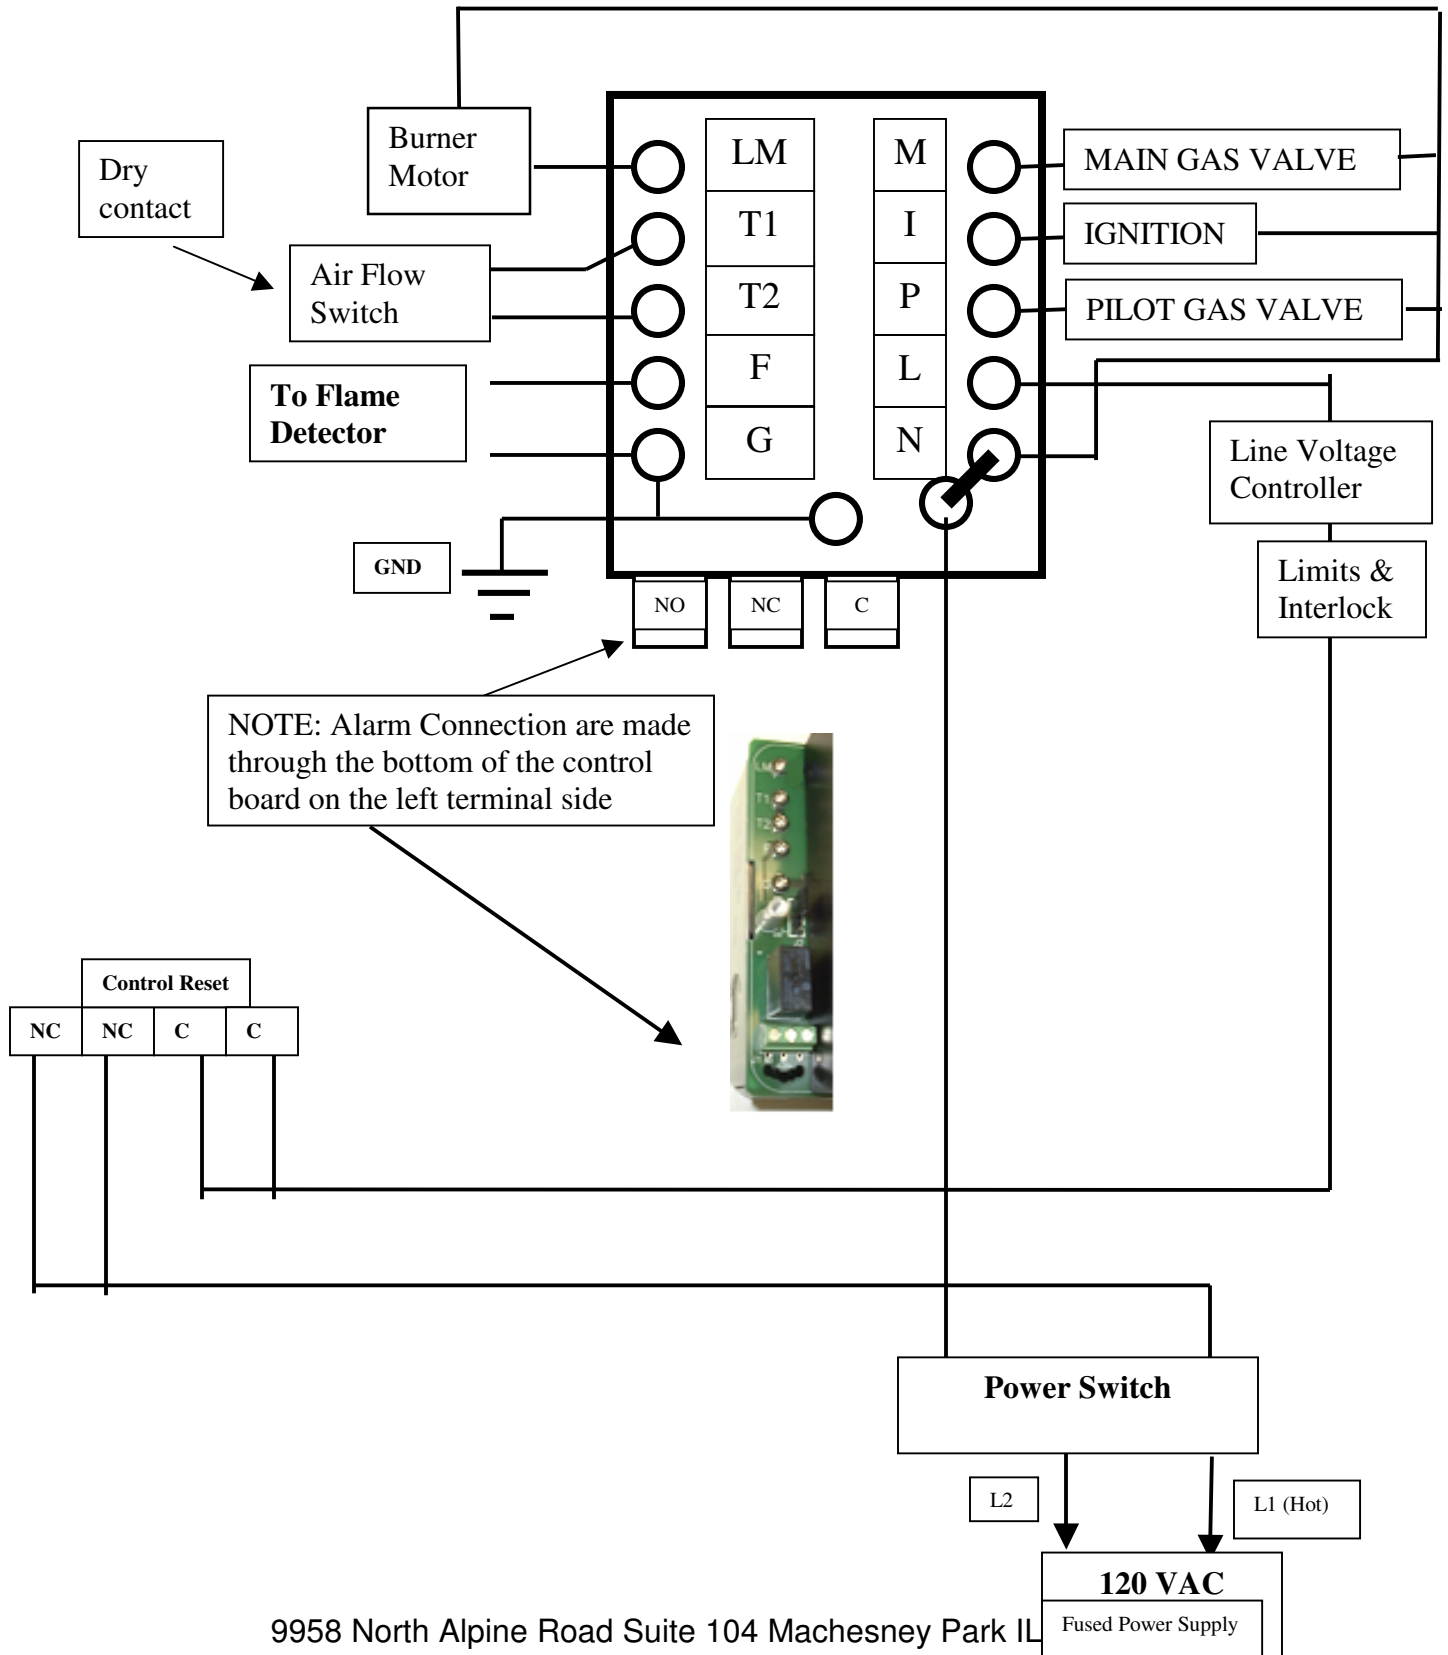 Burner
Motor
Dry
contact
Air Flow
Switch
To Flame
Detector
GND
LM
T1
T2
F
G
M
I
P
L
N
MAIN GAS VALVE
IGNITION
PILOT GAS VALVE
Line Voltage
Controller
Limits &
Interlock
NO
NC
C
NOTE: Alarm Connection are made
through the bottom of the control
board on the left terminal side
LM
T1
T2
Control Reset
NC
NC
C
C
Power Switch
L2
L1 (Hot)
120 VAC
Fused Power Supply
9958 North Alpine Road Suite 104 Machesney Park IL